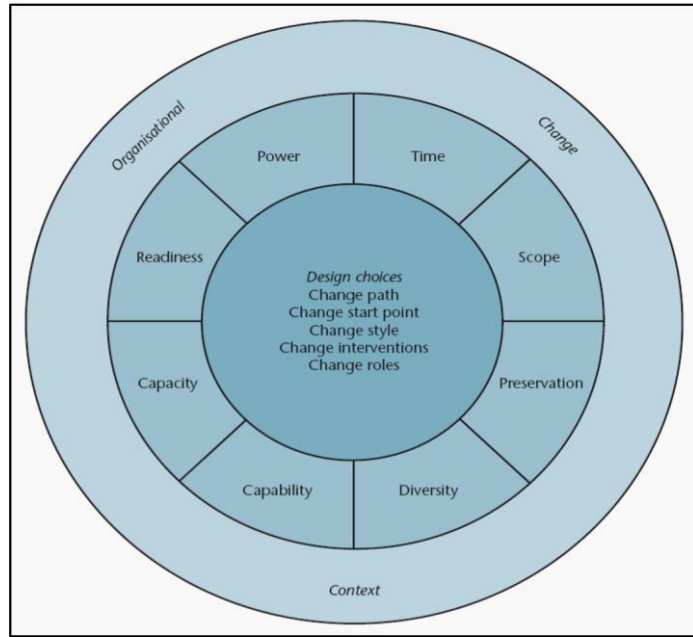 Organisational
Change
Power
Time
Readiness
Scope
Design choices
Change path
Change start point
Change style
Change interventions
Change roles
Capacity
Preservation
Capability
Diversity
Context